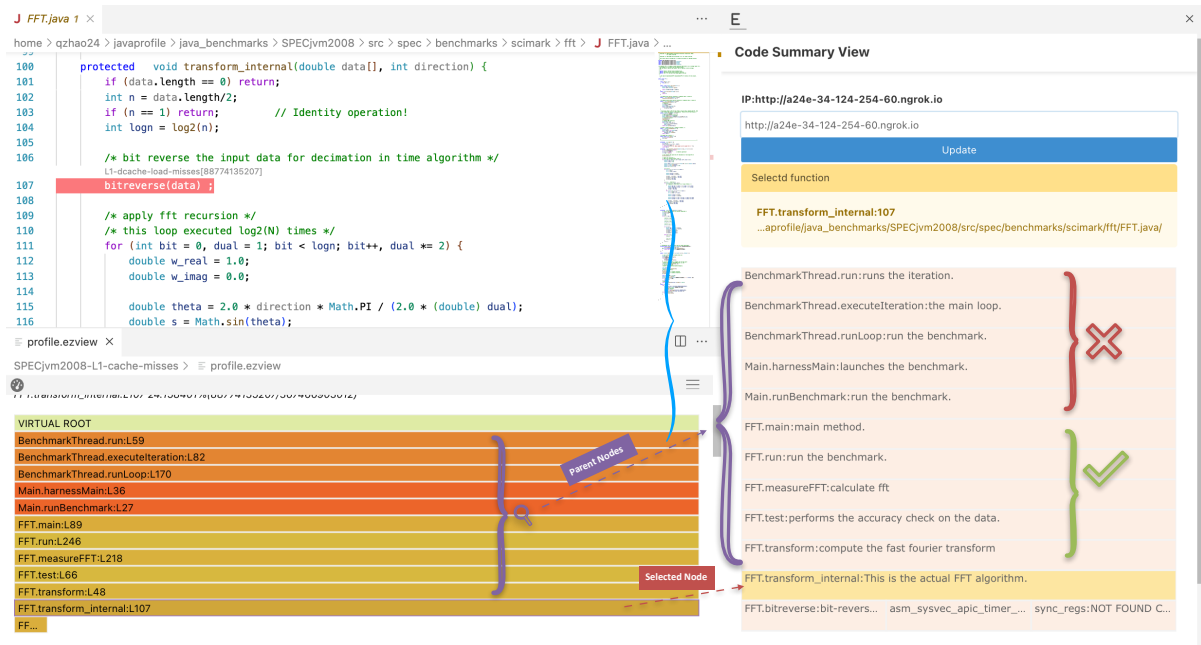 J FFT.java 1 ×
home > qzhao24 > javaprofile > java_benchmarks > SPECjvm2008 > src > spec > benchmarks > scimark > fft > J FFT.java > ...
100 protected void transform_internal(double data[], int direction) {
101 if (data.length == 0) return;
102 int n = data.length/2;
103 if (n == 1) return; // Identity operation!
104 int logn = log2(n);
105
106 /* bit reverse the input data for decimation in time algorithm */
L1-dcache-load-misses[88774135207]
107 bitreverse(data) ;
108
109 /* apply fft recursion */
110 /* this loop executed log2(N) times */
111 for (int bit = 0, dual = 1; bit < logn; bit++, dual *= 2) {
112 double w_real = 1.0;
113 double w_imag = 0.0;
114
115 double theta = 2.0 * direction * Math.PI / (2.0 * (double) dual);
116 double s = Math.sin(theta);
profile.ezview ×
SPECjvm2008-L1-cache-misses > profile.ezview
VIRTUAL ROOT
BenchmarkThread.run:L59
BenchmarkThread.executeIteration:L82
BenchmarkThread.runLoop:L170
Main.harnessMain:L36
Main.runBenchmark:L27
FFT.main:L89
FFT.run:L246
FFT.measureFFT:L218
FFT.test:L66
FFT.transform:L48
FFT.transform_internal:L107
FF...
Parent Nodes
Selected Node
E
Code Summary View
IP:http://a24e-34-124-254-60.ngrok.io
http://a24e-34-124-254-60.ngrok.io
Update
Selectd function
FFT.transform_internal:107
...aprofile/java_benchmarks/SPECjvm2008/src/spec/benchmarks/scimark/fft/FFT.java/
BenchmarkThread.run:runs the iteration.
BenchmarkThread.executeIteration:the main loop.
BenchmarkThread.runLoop:run the benchmark.
Main.harnessMain:launches the benchmark.
Main.runBenchmark:run the benchmark.
FFT.main:main method.
FFT.run:run the benchmark.
FFT.measureFFT:calculate fft
FFT.test:performs the accuracy check on the data.
FFT.transform:compute the fast fourier transform
FFT.transform_internal:This is the actual FFT algorithm.
FFT.bitreverse:bit-revers... asm_sysvec_apic_timer_... sync_regs:NOT FOUND C...